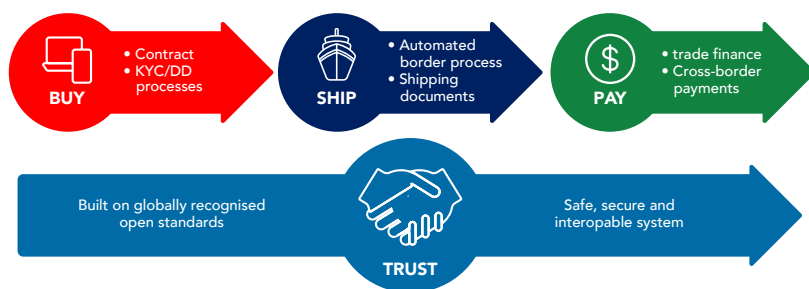 BUY
• Contract
• KYC/DD
processes
SHIP
• Automated
border process
• Shipping
documents
$
PAY
• trade finance
• Cross-border
payments
Built on globally recognised
open standards
TRUST
Safe, secure and
interopable system